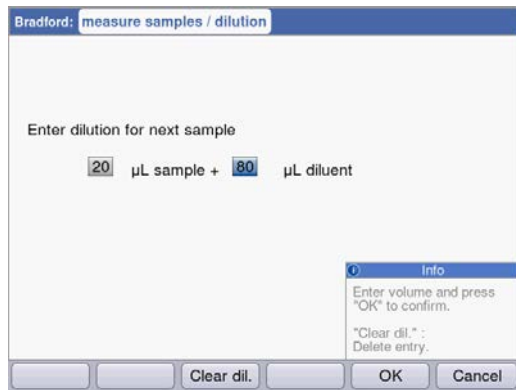 Bradford: measure samples / dilution
Enter dilution for next sample
20 µL sample + 80 µL diluent
Info
Enter volume and press
"OK" to confirm.
"Clear dil." :
Delete entry.
Clear dil. OK Cancel